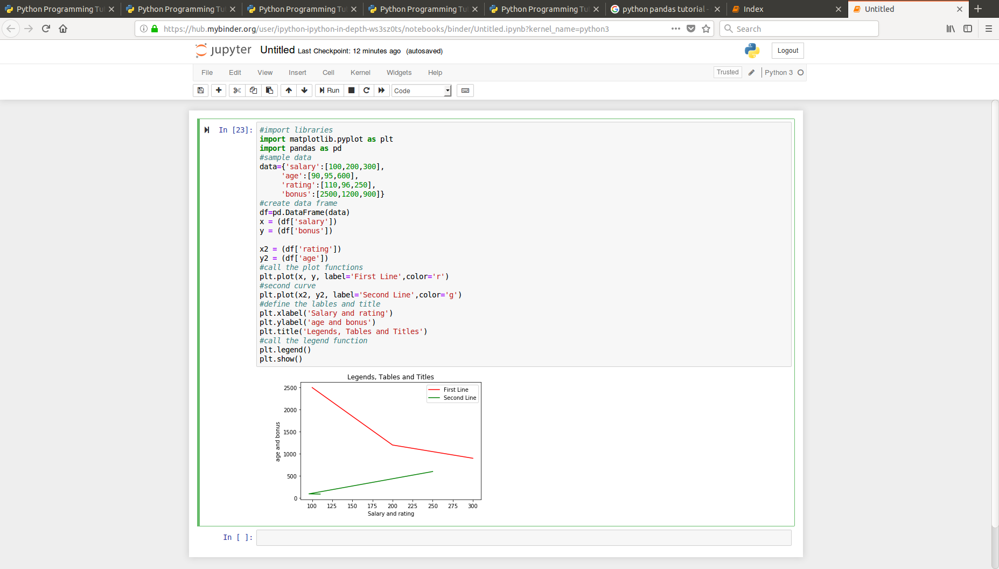 Python Programming Tu
Python Programming Tu
Python Programming Tu
Python Programming Tu
Python Programming Tu
python pandas tutorial -
Index
Untitled
https://hub.mybinder.org/user/ipython-ipython-in-depth-ws3sz0ts/notebooks/binder/Untitled.ipynb?kernel_name=python3
Search
jupyter Untitled Last Checkpoint: 12 minutes ago (autosaved)
Logout
File Edit View Insert Cell Kernel Widgets Help
Trusted
Python 3
Run
Code
In [23]:
#import libraries
import matplotlib.pyplot as plt
import pandas as pd
#sample data
data={'salary':[100,200,300],
'age':[90,95,600],
'rating':[110,96,250],
'bonus':[2500,1200,900]}
#create data frame
df=pd.DataFrame(data)
x = (df['salary'])
y = (df['bonus'])
x2 = (df['rating'])
y2 = (df['age'])
#call the plot functions
plt.plot(x, y, label='First Line',color='r')
#second curve
plt.plot(x2, y2, label='Second Line',color='g')
#define the lables and title
plt.xlabel('Salary and rating')
plt.ylabel('age and bonus')
plt.title('Legends, Tables and Titles')
#call the legend function
plt.legend()
plt.show()
Legends, Tables and Titles
First Line
Second Line
2500
2000
1500
1000
500
0
age and bonus
100 125 150 175 200 225 250 275 300
Salary and rating
In [ ]: